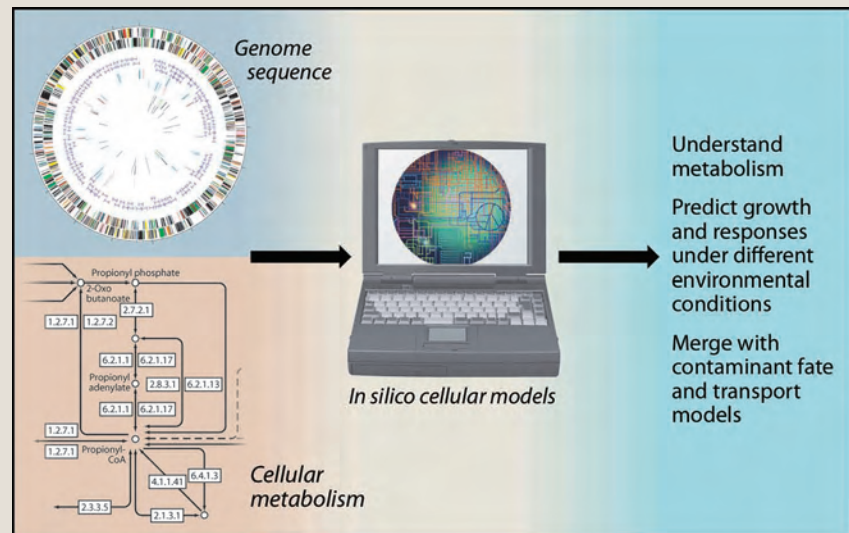 Genome
sequence
Propionyl phosphate
2-Oxo
butanoate
2.7.2.1
1.2.7.1
1.2.7.2
6.2.1.1
6.2.1.17
Propionyl
adenylate
2.8.3.1
6.2.1.13
6.2.1.1
6.2.1.17
1.2.7.1
1.2.7.1
Propionyl-
CoA
4.1.1.41
6.4.1.3
2.3.3.5
2.1.3.1
Cellular
metabolism
In silico cellular models
Understand
metabolism
Predict growth
and responses
under different
environmental
conditions
Merge with
contaminant fate
and transport
models